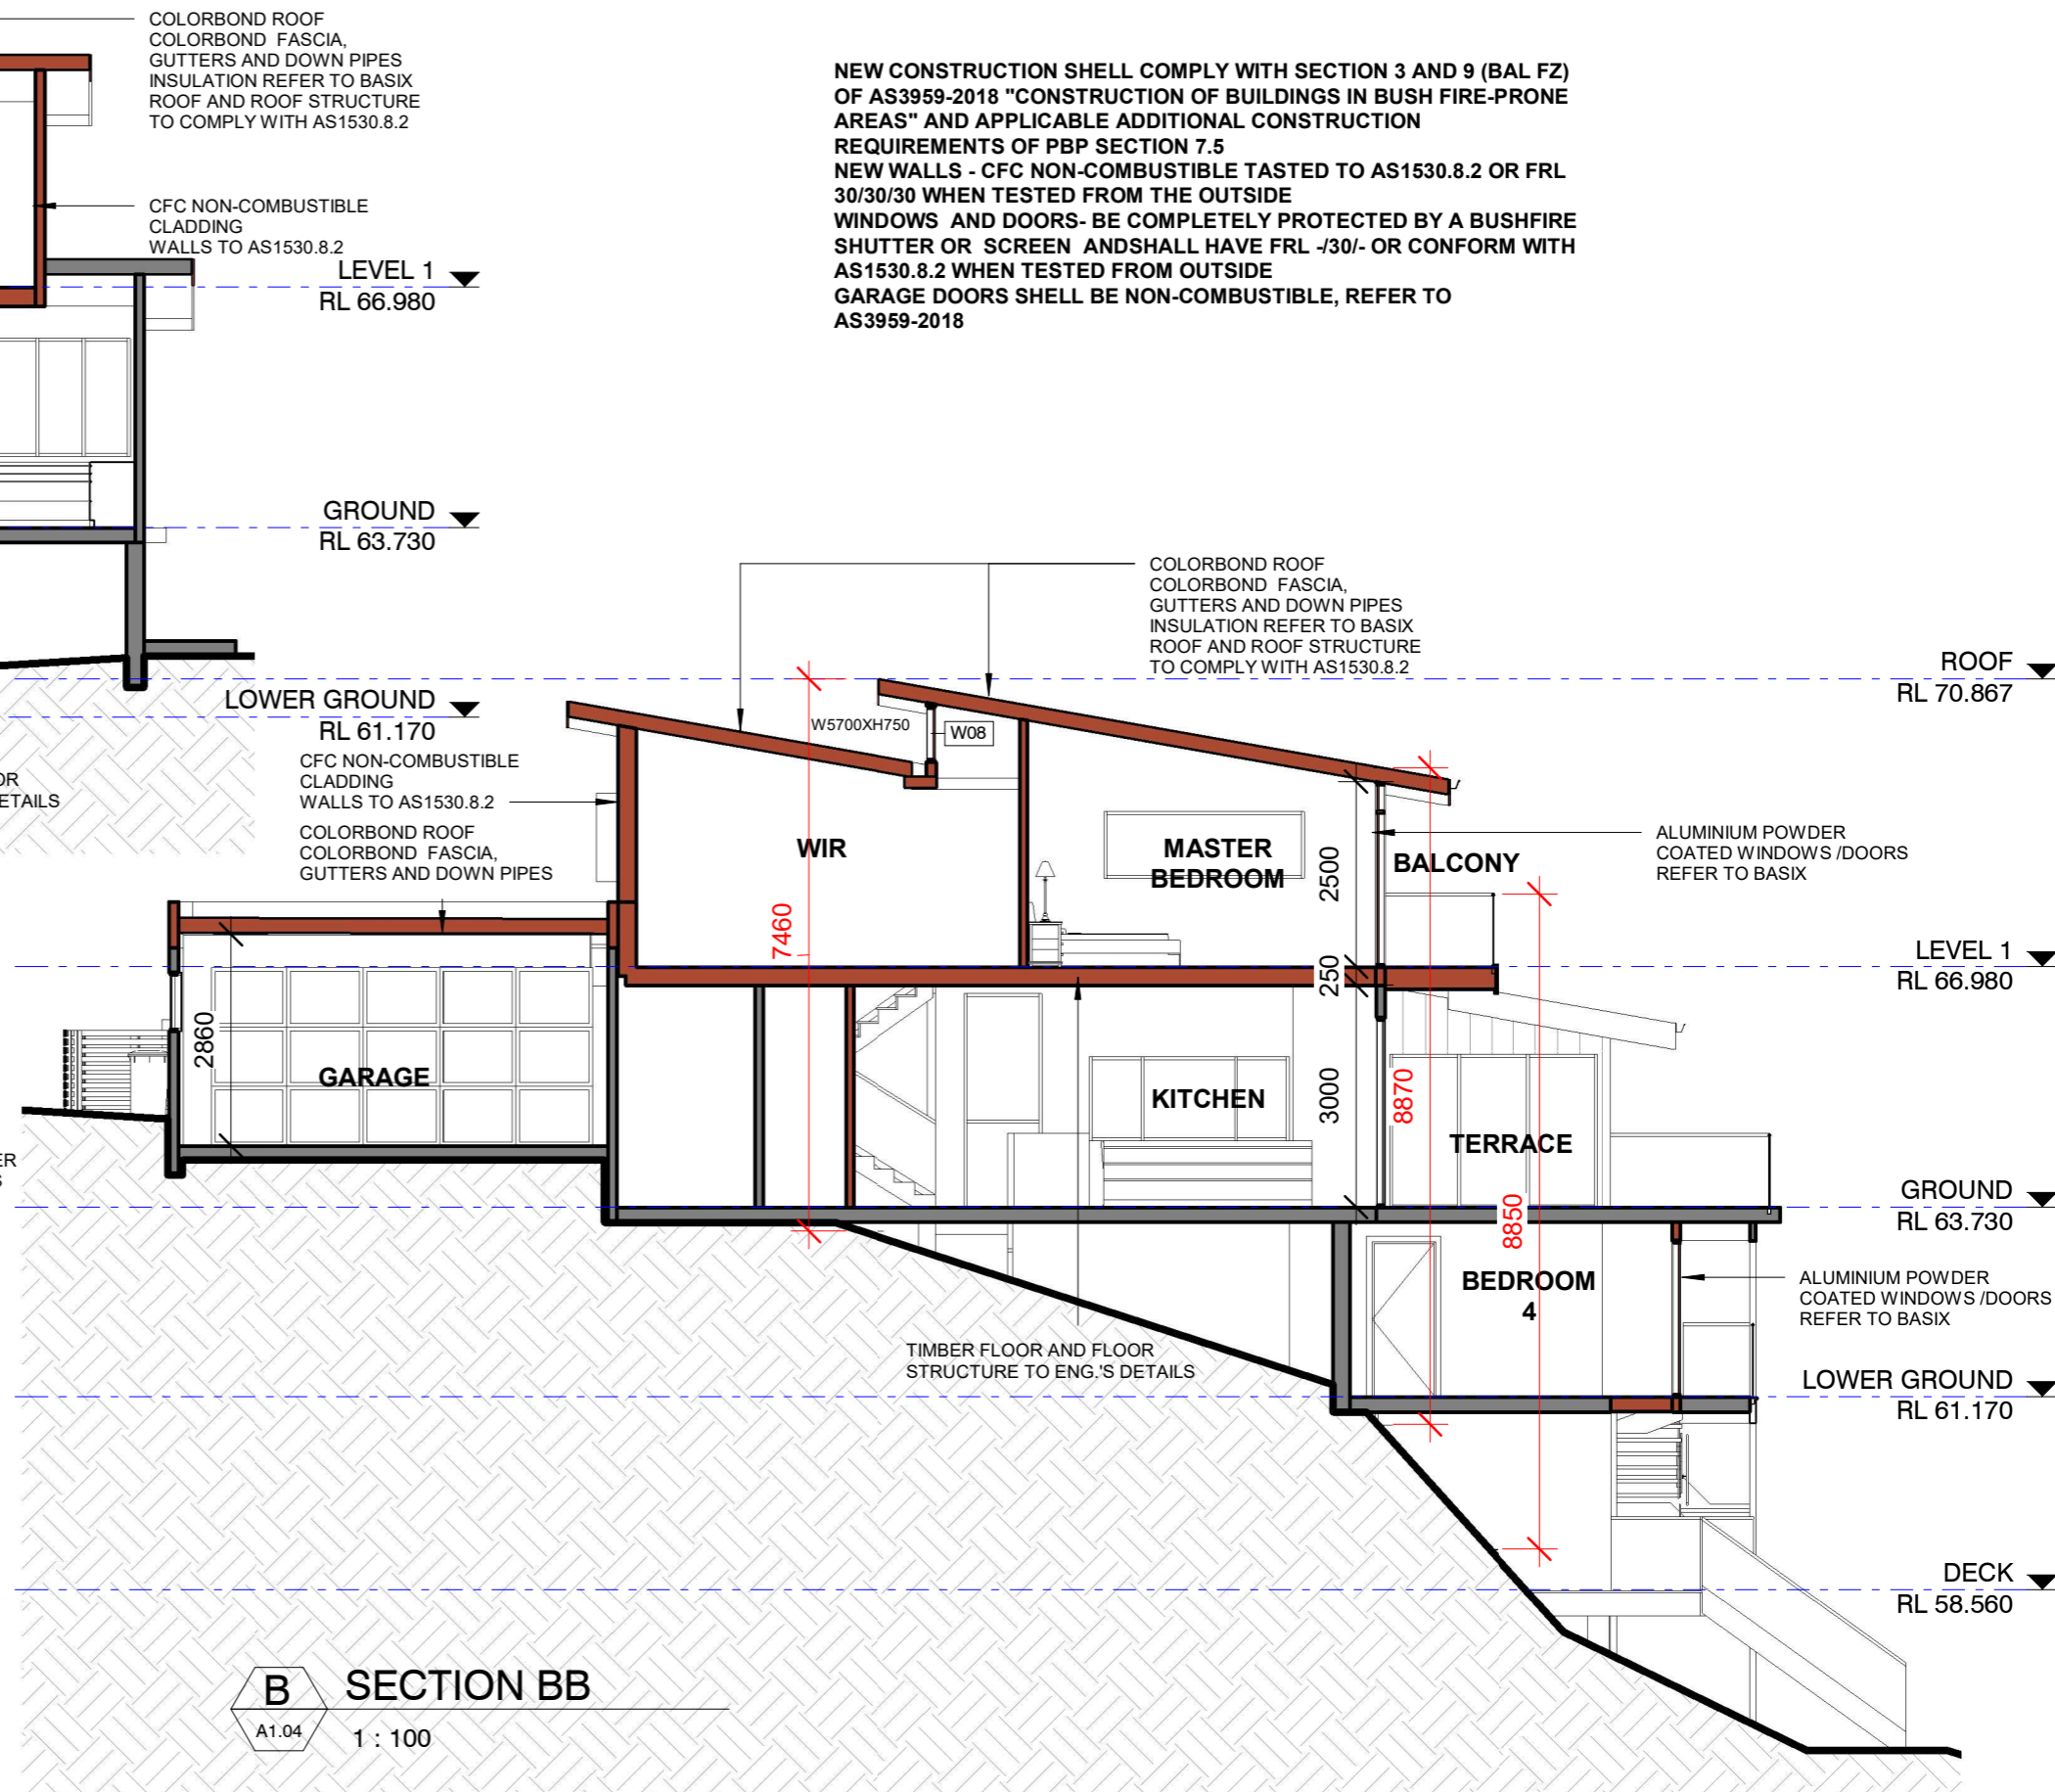 COLORBOND ROOF
COLORBOND FASCIA,
GUTTERS AND DOWN PIPES
INSULATION REFER TO BASIX
ROOF AND ROOF STRUCTURE
TO COMPLY WITH AS1530.8.2
CFC NON-COMBUSTIBLE
CLADDING
WALLS TO AS1530.8.2
LEVEL 1
RL 66.980
GROUND
RL 63.730
LOWER GROUND
RL 61.170
NEW CONSTRUCTION SHELL COMPLY WITH SECTION 3 AND 9 (BAL FZ)
OF AS3959-2018 "CONSTRUCTION OF BUILDINGS IN BUSH FIRE-PRONE
AREAS" AND APPLICABLE ADDITIONAL CONSTRUCTION
REQUIREMENTS OF PBP SECTION 7.5
NEW WALLS - CFC NON-COMBUSTIBLE TASTED TO AS1530.8.2 OR FRL
30/30/30 WHEN TESTED FROM THE OUTSIDE
WINDOWS AND DOORS- BE COMPLETELY PROTECTED BY A BUSHFIRE
SHUTTER OR SCREEN ANDSHALL HAVE FRL -/30/- OR CONFORM WITH
AS1530.8.2 WHEN TESTED FROM OUTSIDE
GARAGE DOORS SHELL BE NON-COMBUSTIBLE, REFER TO
AS3959-2018
COLORBOND ROOF
COLORBOND FASCIA,
GUTTERS AND DOWN PIPES
INSULATION REFER TO BASIX
ROOF AND ROOF STRUCTURE
TO COMPLY WITH AS1530.8.2
ROOF
RL 70.867
W5700XH750
W08
CFC NON-COMBUSTIBLE
CLADDING
WALLS TO AS1530.8.2
COLORBOND ROOF
COLORBOND FASCIA,
GUTTERS AND DOWN PIPES
ETAILS
WIR
MASTER
BEDROOM
BALCONY
ALUMINIUM POWDER
COATED WINDOWS /DOORS
REFER TO BASIX
2500
7460
LEVEL 1
RL 66.980
250
2860
GARAGE
KITCHEN
3000
8870
TERRACE
GROUND
RL 63.730
8850
BEDROOM
4
ALUMINIUM POWDER
COATED WINDOWS /DOORS
REFER TO BASIX
TIMBER FLOOR AND FLOOR
STRUCTURE TO ENG.'S DETAILS
LOWER GROUND
RL 61.170
DECK
RL 58.560
B
A1.04
SECTION BB
1 : 100